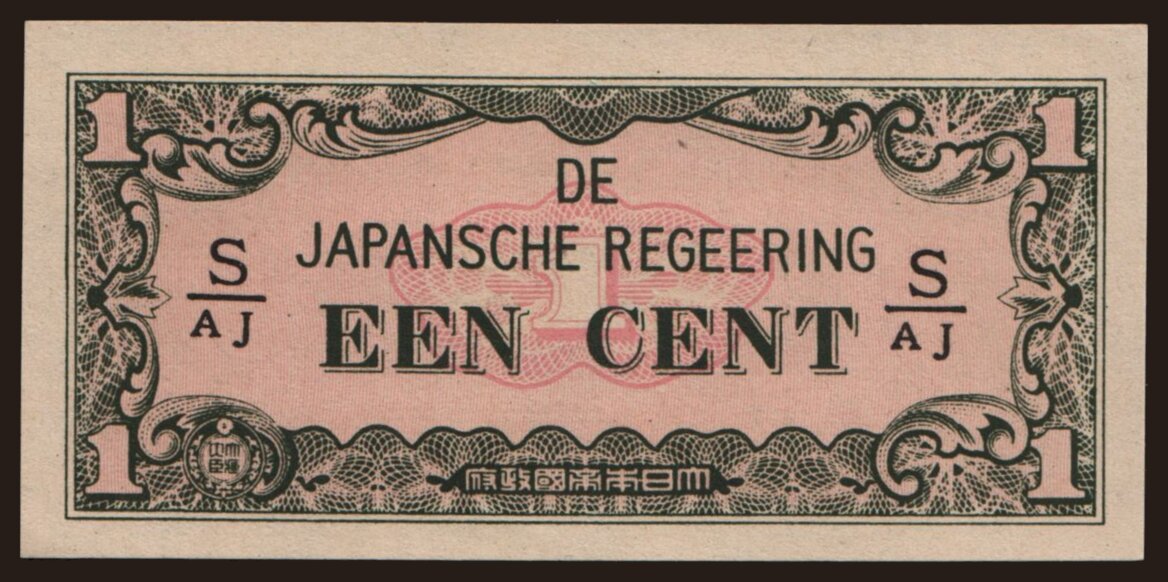 1 1
DE
JAPANSCHE REGEERING
S S
AJ AJ
EEN CENT
1 1
府政國帝本日大